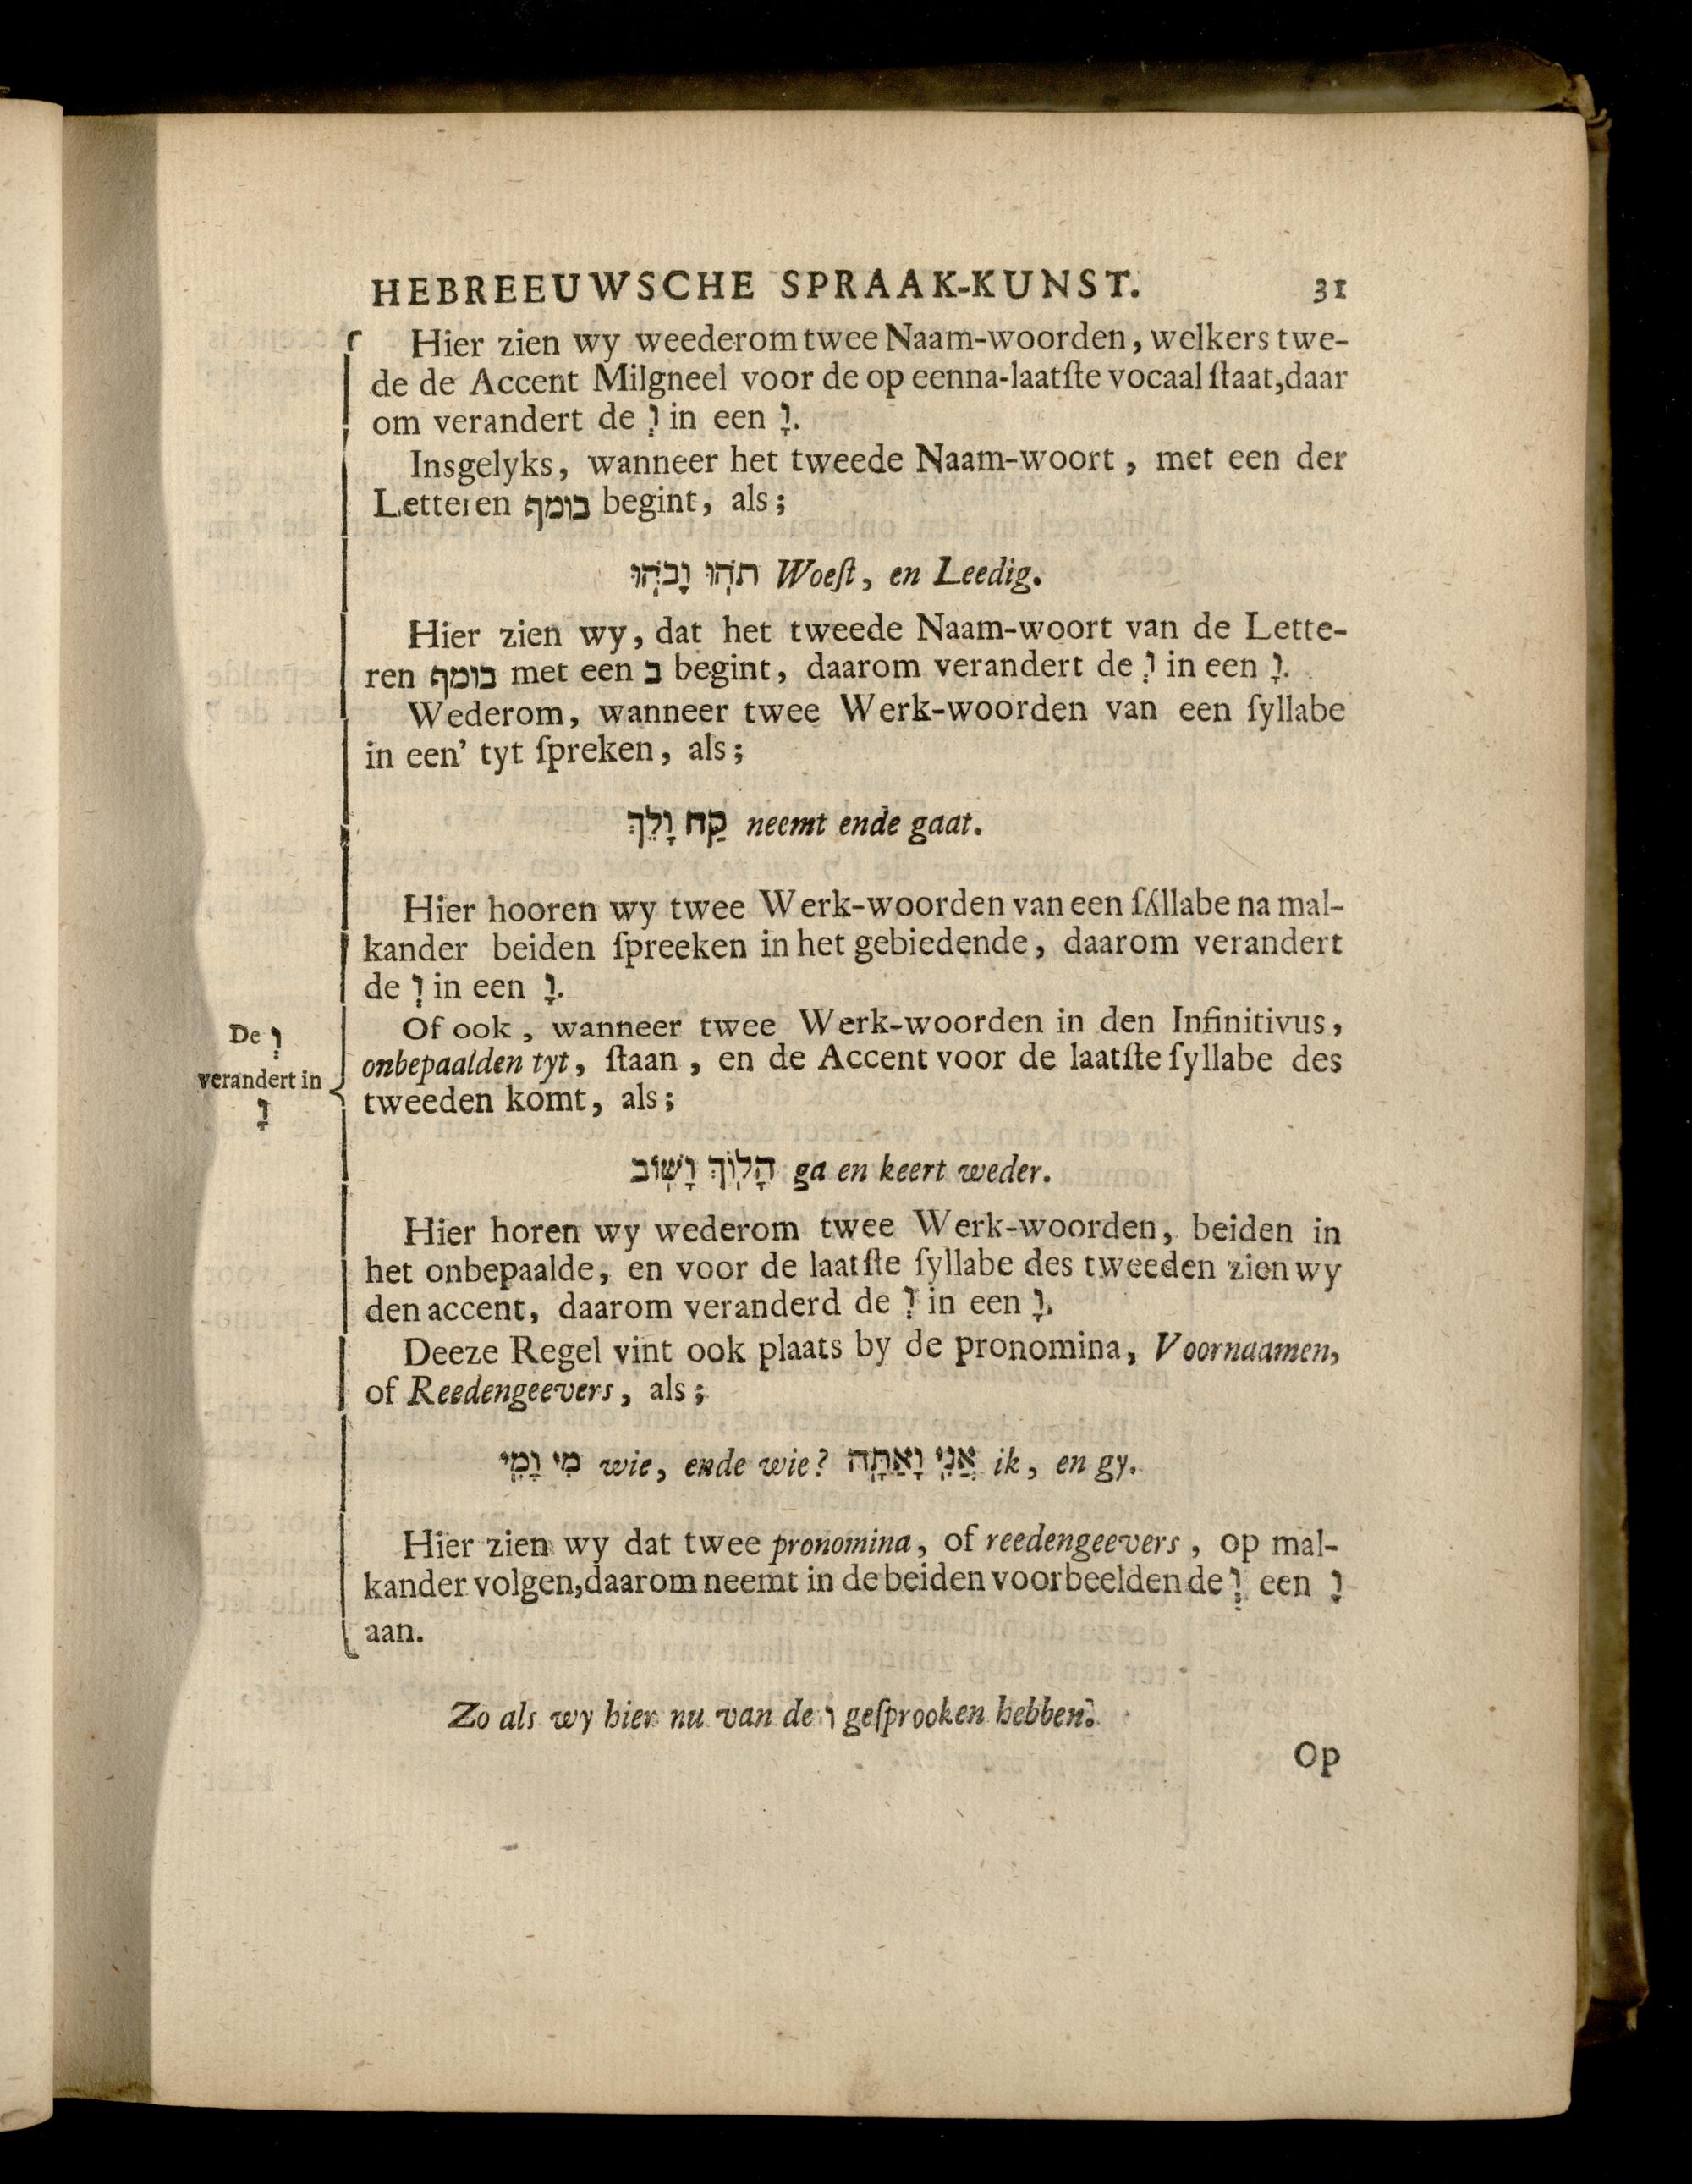 HEBREEUWSCHE SPRAAK-KUNST. 31
Hier zien wy weederom twee Naam-woorden, welkers twe-
de de Accent Milgneel voor de op eenna-laatſte vocaal ſtaat, daar
om verandert de וְ in een וָ.
Insgelyks, wanneer het tweede Naam-woort, met een der
Letteren בומף begint, als;
תֹהוּ וָבֹהוּ Woeſt, en Leedig.
Hier zien wy, dat het tweede Naam-woort van de Lette-
ren בומף met een ב begint, daarom verandert de וְ in een וָ.
Wederom, wanneer twee Werk-woorden van een ſyllabe
in een' tyt ſpreken, als;
קַח וָלֵךְ neemt ende gaat.
Hier hooren wy twee Werk-woorden van een ſyllabe na mal-
kander beiden ſpreeken in het gebiedende, daarom verandert
de וְ in een וָ.
De וְ
verandert in
וָ
Of ook, wanneer twee Werk-woorden in den Infinitivus,
onbepaalden tyt, ſtaan, en de Accent voor de laatſte ſyllabe des
tweeden komt, als;
הָלוֹךְ וָשׁוֹב ga en keert weder.
Hier horen wy wederom twee Werk-woorden, beiden in
het onbepaalde, en voor de laatſte ſyllabe des tweeden zien wy
den accent, daarom veranderd de וְ in een וָ.
Deeze Regel vint ook plaats by de pronomina, Voornaamen,
of Reedengeevers, als;
מִי וָמִי wie, ende wie? אֲנִי וָאַתָּה ik, en gy.
Hier zien wy dat twee pronomina, of reedengeevers, op mal-
kander volgen, daarom neemt in de beiden voorbeelden de וְ een וָ
aan.
Zo als wy hier nu van de ו geſprooken hebben.
Op